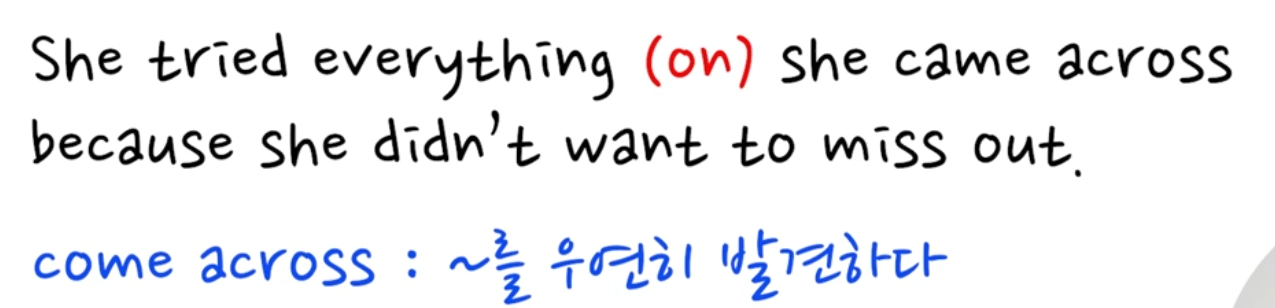 She tried everything (on) she came across
because she didn't want to miss out.
come across : ~를 우연히 발견하다